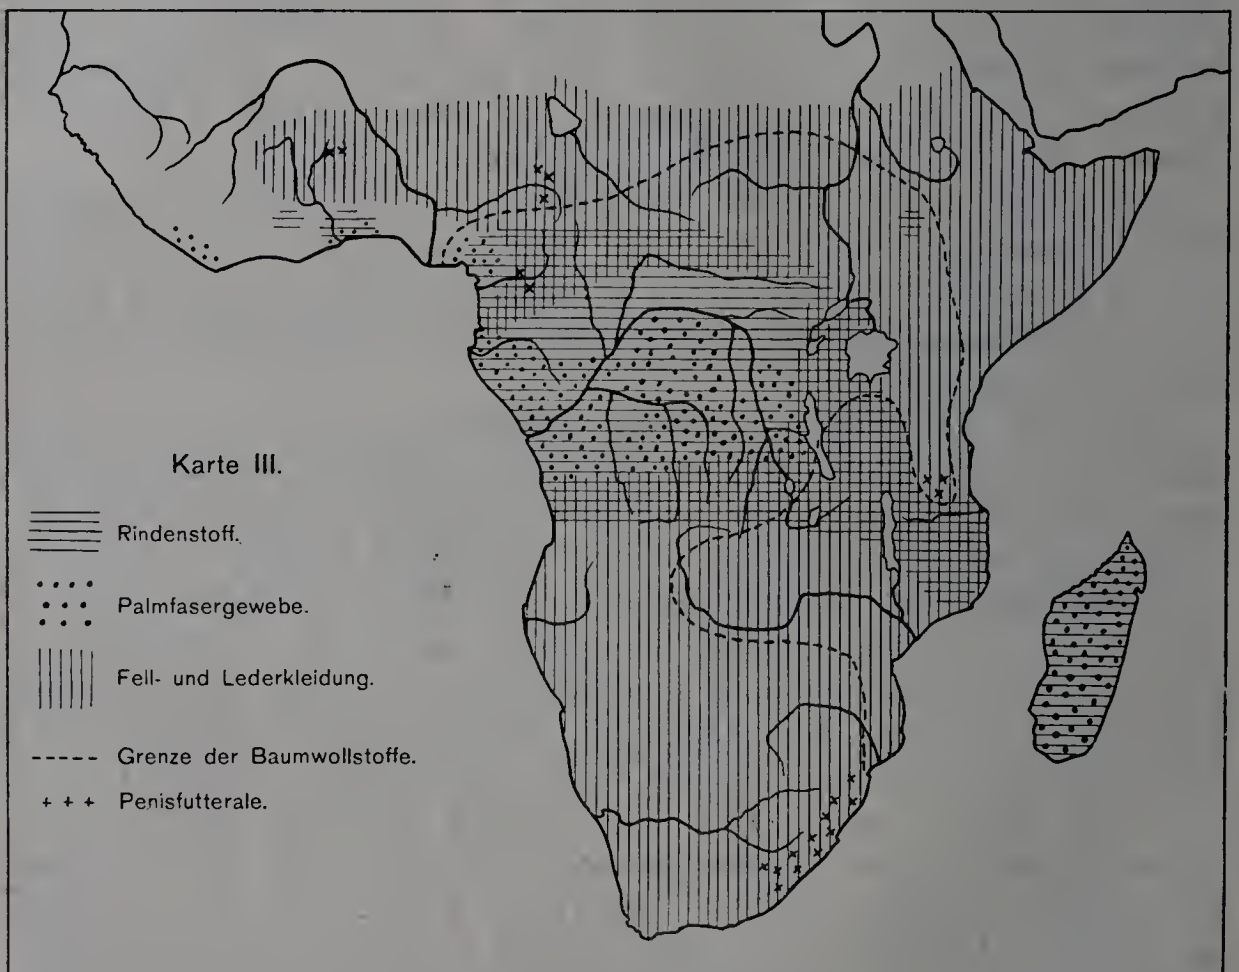 Karte III.
Rindenstoff.
Palmfasergewebe.
Fell- und Lederkleidung.
Grenze der Baumwollstoffe.
Penisfutterale.